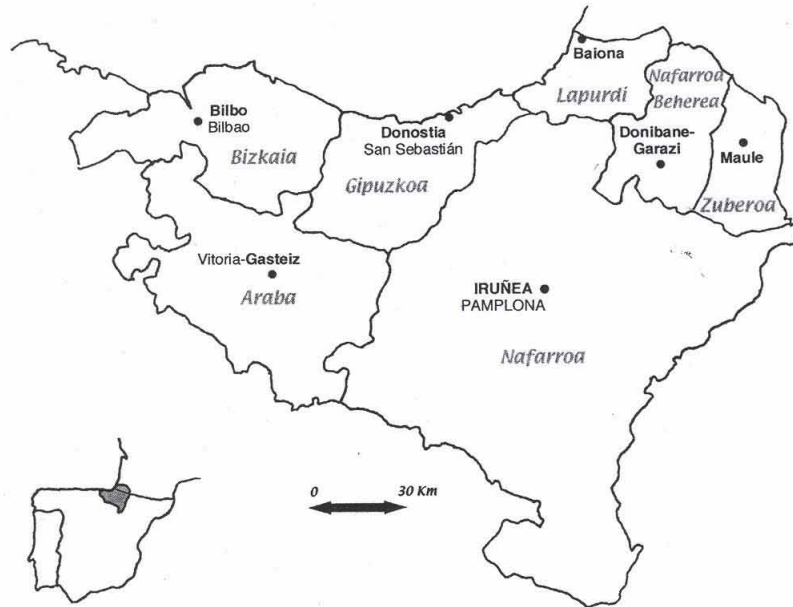 Baiona
Lapurdi
Nafarroa
Beherea
Bilbo
Bilbao
Bizkaia
Donostia
San Sebastián
Gipuzkoa
Donibane-
Garazi
Maule
Zuberoa
Vitoria-Gasteiz
Araba
IRUÑEA
PAMPLONA
Nafarroa
0 30 Km